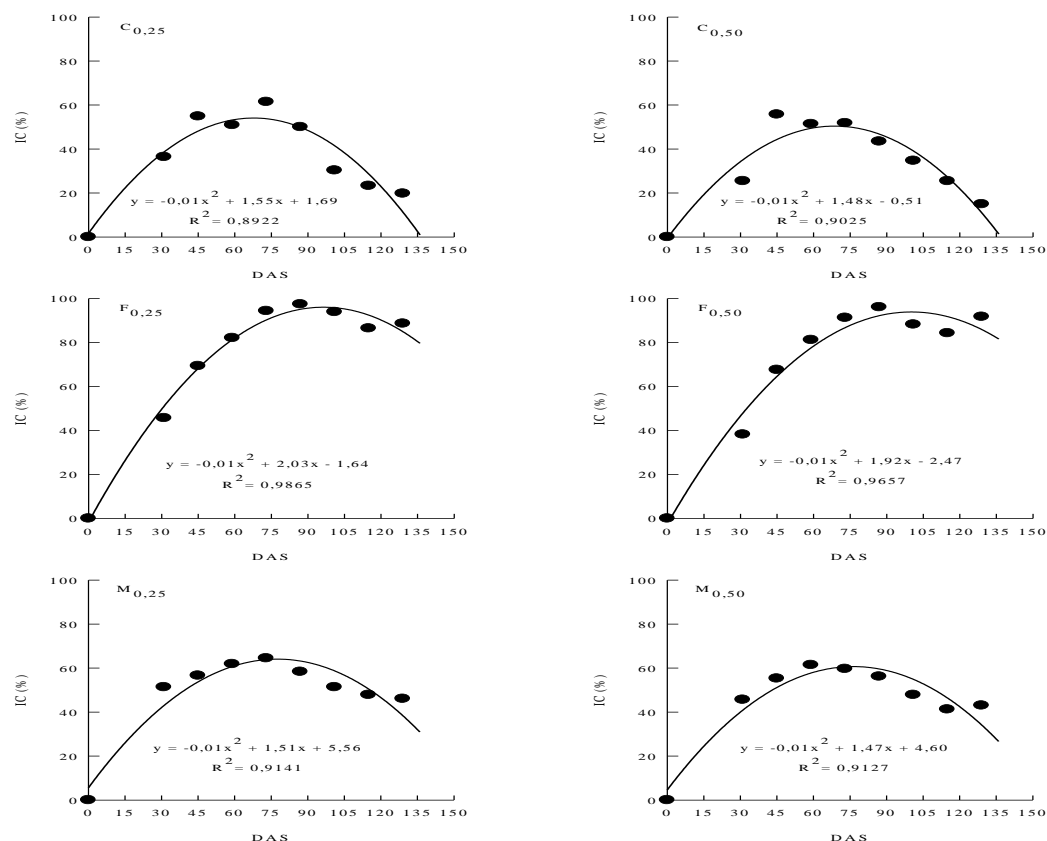 C0,25
IC (%)
100
80
60
40
20
0
y = -0,01x2 + 1,55x + 1,69
R2 = 0,8922
0 15 30 45 60 75 90 105 120 135 150
DAS
C0,50
IC (%)
100
80
60
40
20
0
y = -0,01x2 + 1,48x - 0,51
R2 = 0,9025
0 15 30 45 60 75 90 105 120 135 150
DAS
F0,25
IC (%)
100
80
60
40
20
0
y = -0,01x2 + 2,03x - 1,64
R2 = 0,9865
0 15 30 45 60 75 90 105 120 135 150
DAS
F0,50
IC (%)
100
80
60
40
20
0
y = -0,01x2 + 1,92x - 2,47
R2 = 0,9657
0 15 30 45 60 75 90 105 120 135 150
DAS
M0,25
IC (%)
100
80
60
40
20
0
y = -0,01x2 + 1,51x + 5,56
R2 = 0,9141
0 15 30 45 60 75 90 105 120 135 150
DAS
M0,50
IC (%)
100
80
60
40
20
0
y = -0,01x2 + 1,47x + 4,60
R2 = 0,9127
0 15 30 45 60 75 90 105 120 135 150
DAS